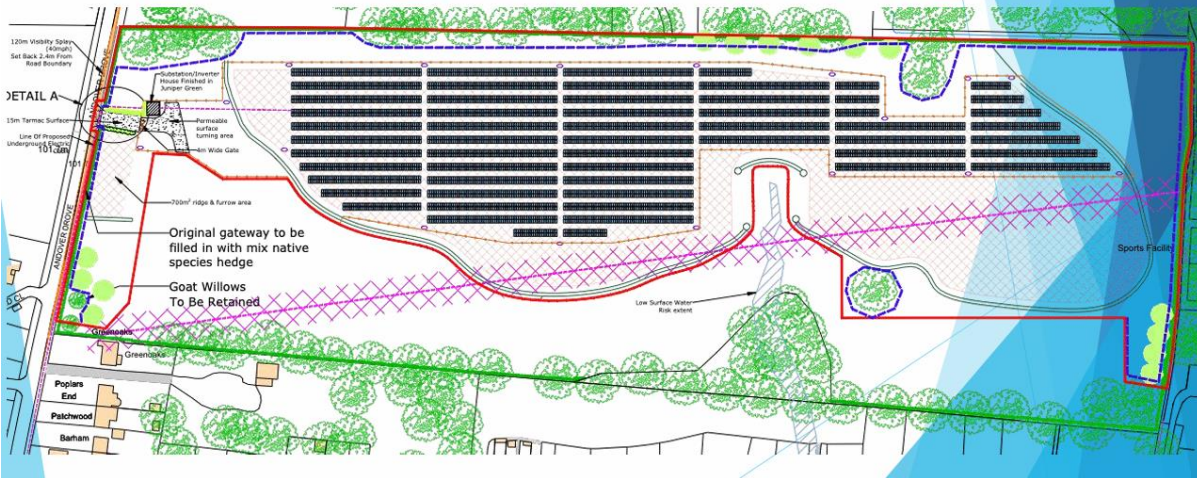 120m Visibilty Splay
(40mph)
Set Back 2.4m From
Road Boundary
DETAIL A
15m Tarmac Surface
Line Of Proposed
Underground Electric
101.7m
101
Substation/Inverter
House Finished in
Juniper Green
Permeable
surface
turning area
4m Wide Gate
700m² ridge & furrow area
ANDOVER DROVE
Original gateway to be
filled in with mix native
species hedge
Goat Willows
To Be Retained
Low Surface Water
Risk extent
Sports Facility
Greenoaks
Greenoaks
Poplars
End
Patchwood
Barham